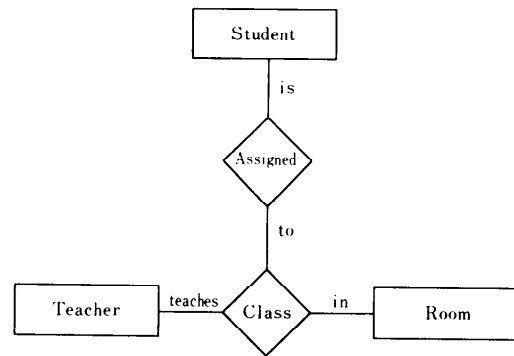 Student
is
Assigned
to
Teacher
teaches
Class
in
Room